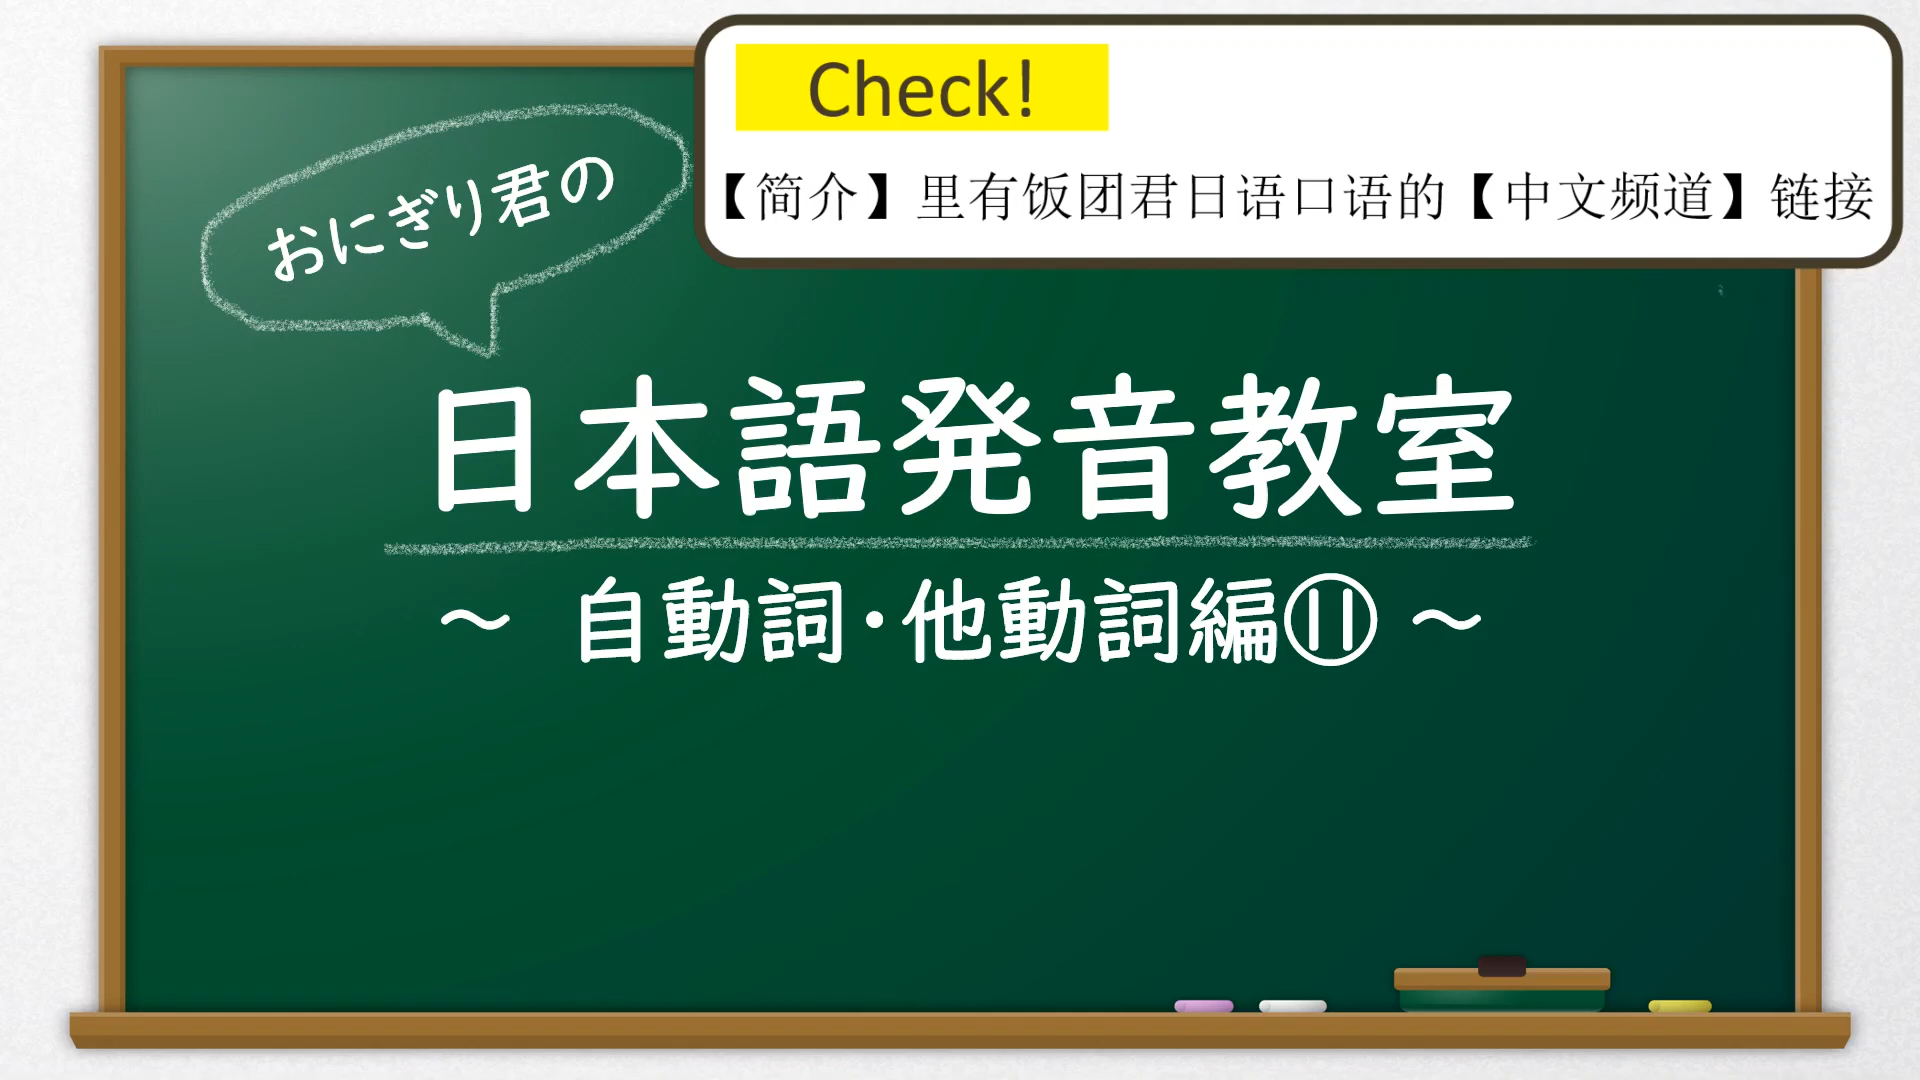 Check!
【简介】里有饭团君日语口语的【中文频道】链接
おにぎり君の
日本語発音教室
～ 自動詞・他動詞編⑪ ～